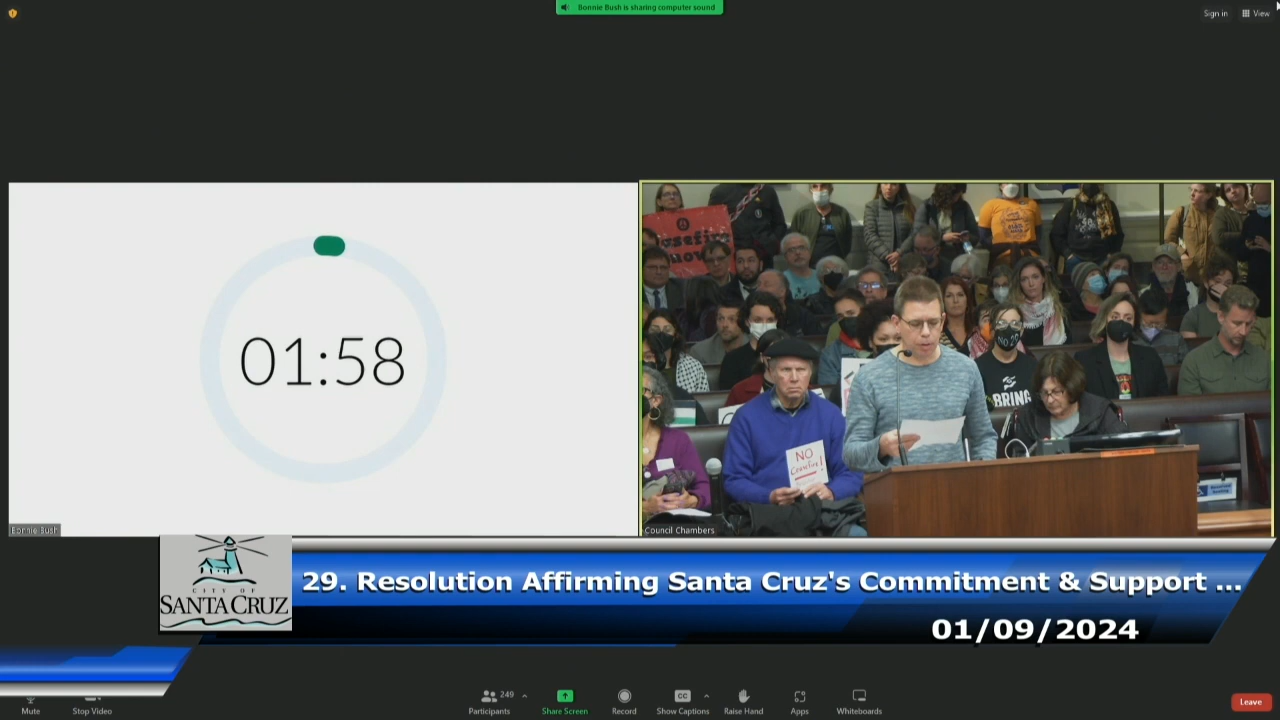 Bonnie Bush is sharing computer sound
Sign in
View
01:58
Bonnie Bush
NO
Ceasefire!
BRING
Council Chambers
CITY OF
SANTA CRUZ
29. Resolution Affirming Santa Cruz's Commitment & Support ...
01/09/2024
Mute
Stop Video
Participants
249
Share Screen
Record
CC
Show Captions
Raise Hand
Apps
Whiteboards
Leave